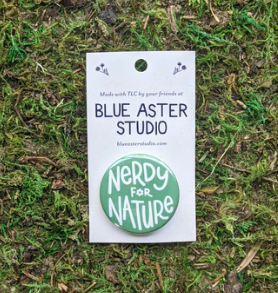 Made with TLC by your friends at
BLUE ASTER
STUDIO
blueasterstudio.com
NeRDY
FOR
NATURe